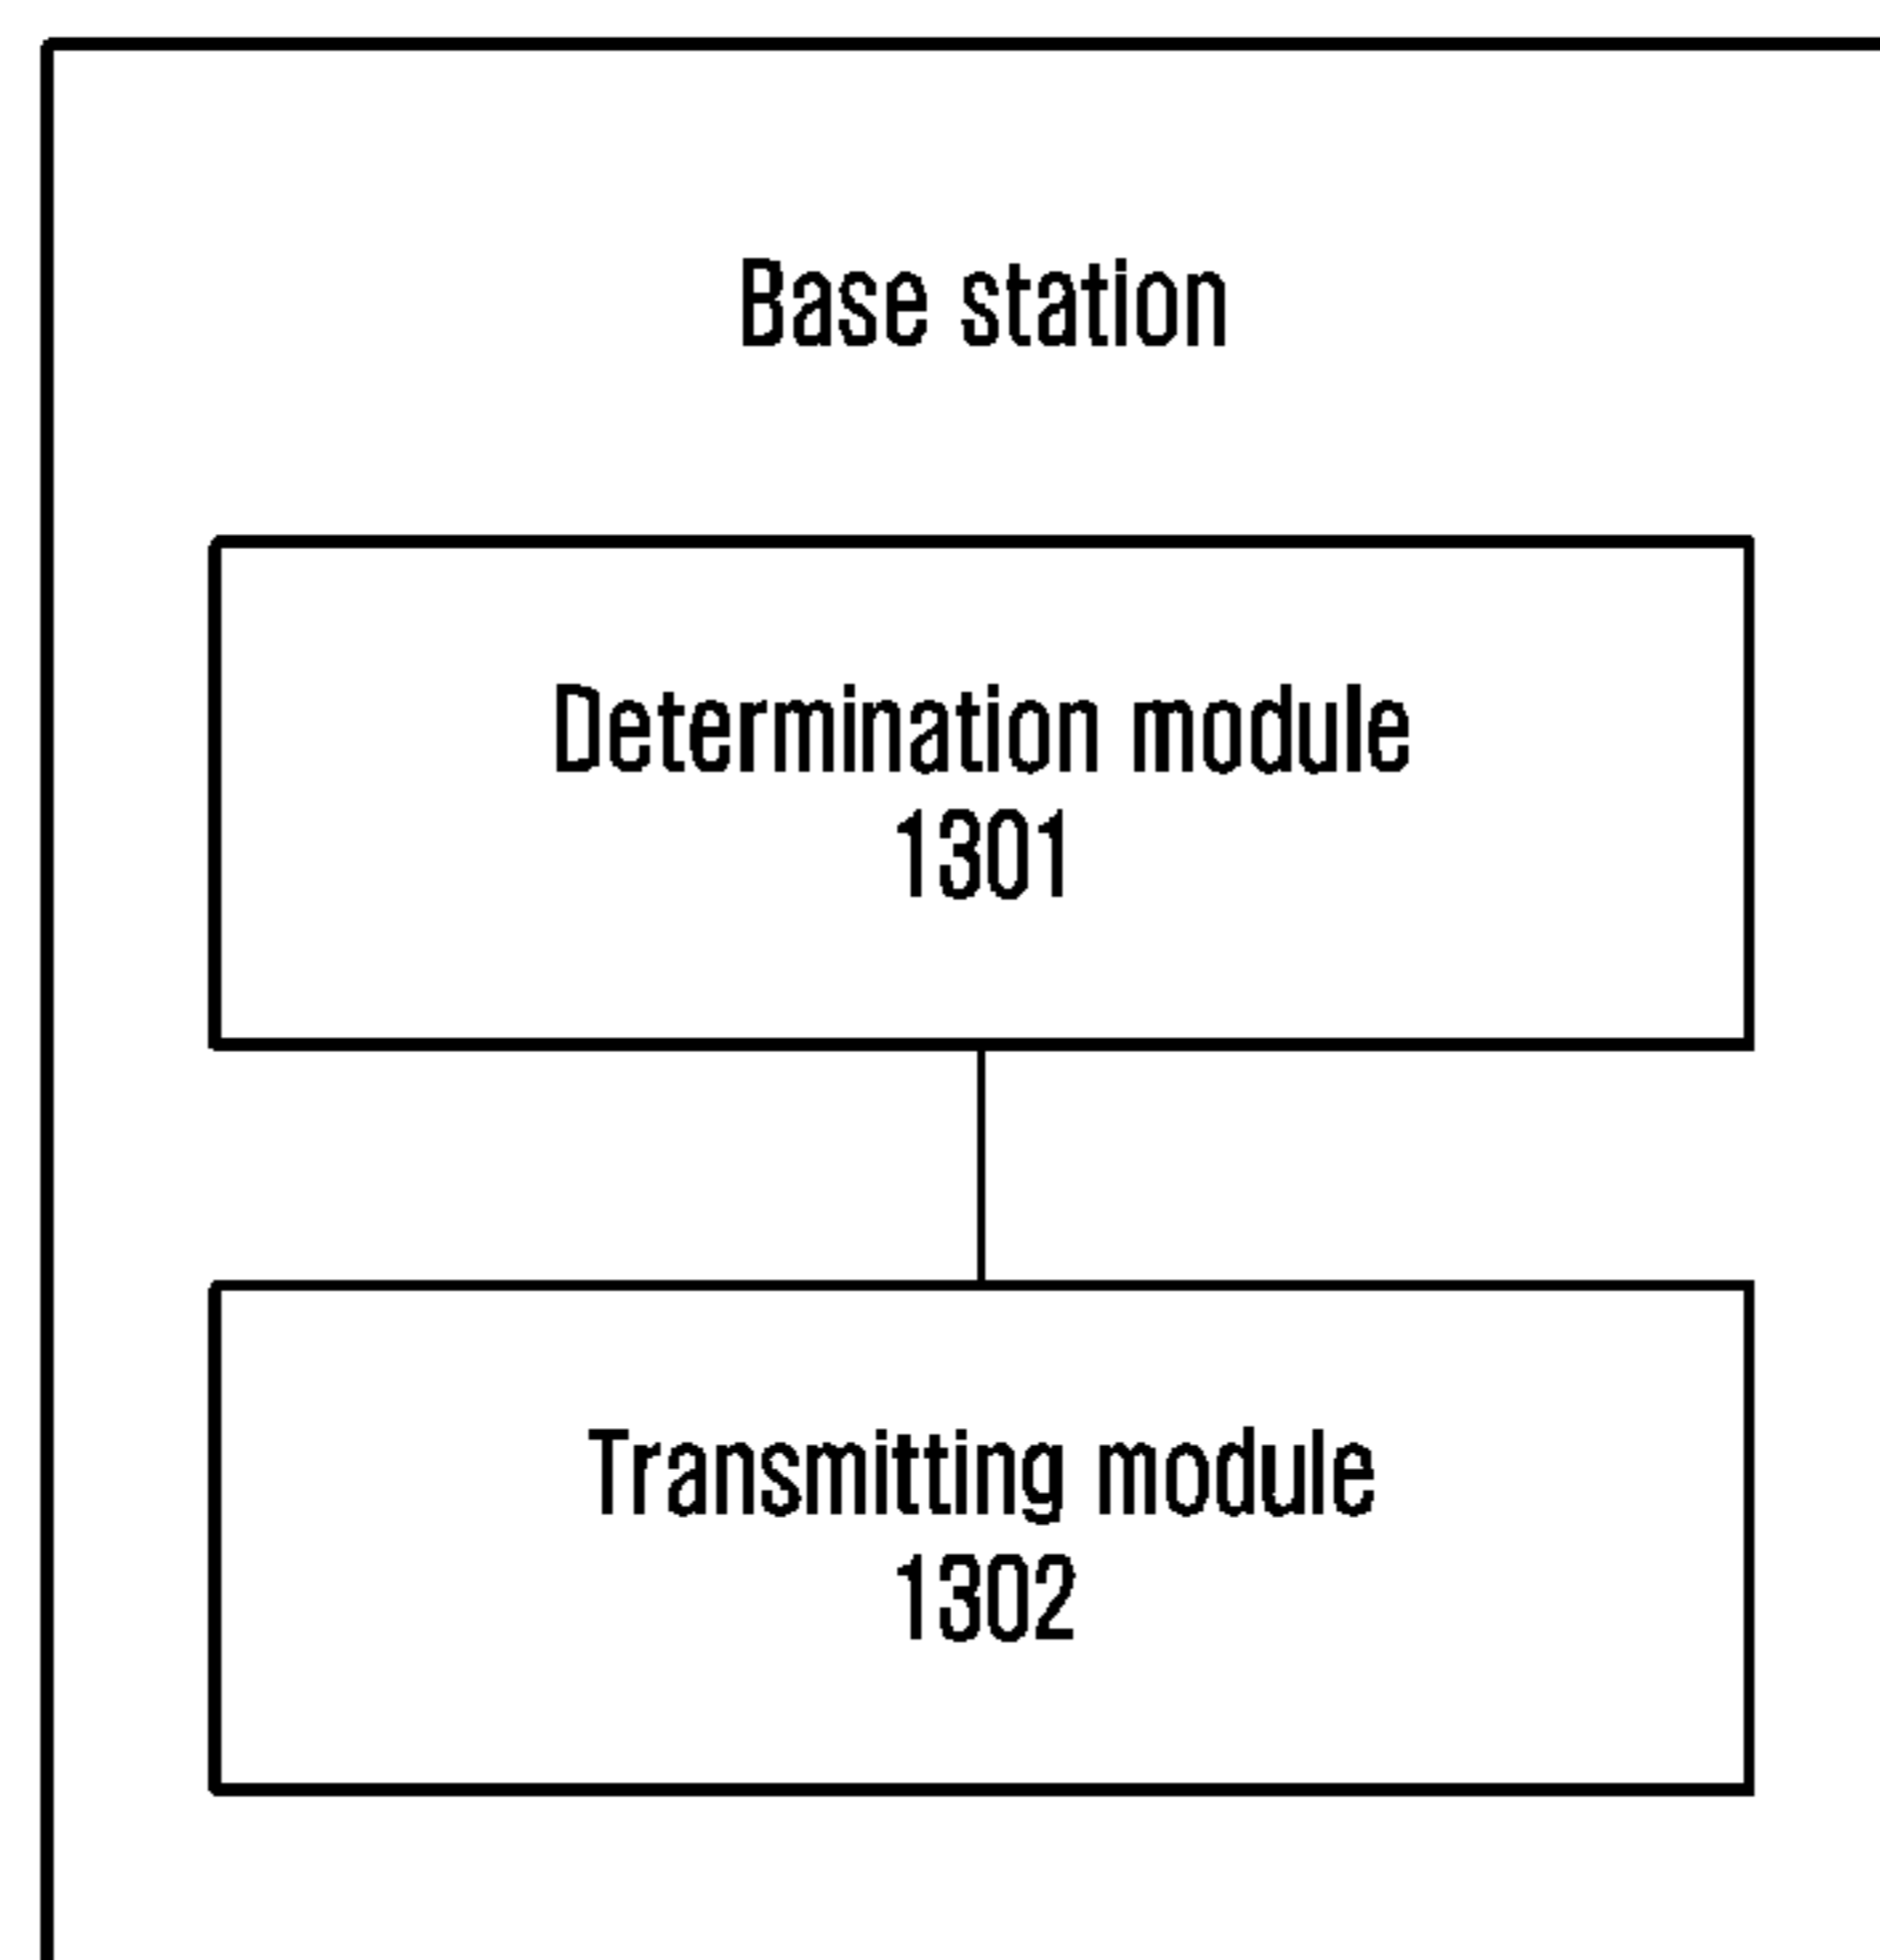 Base station
Determination module
1301
Transmitting module
1302